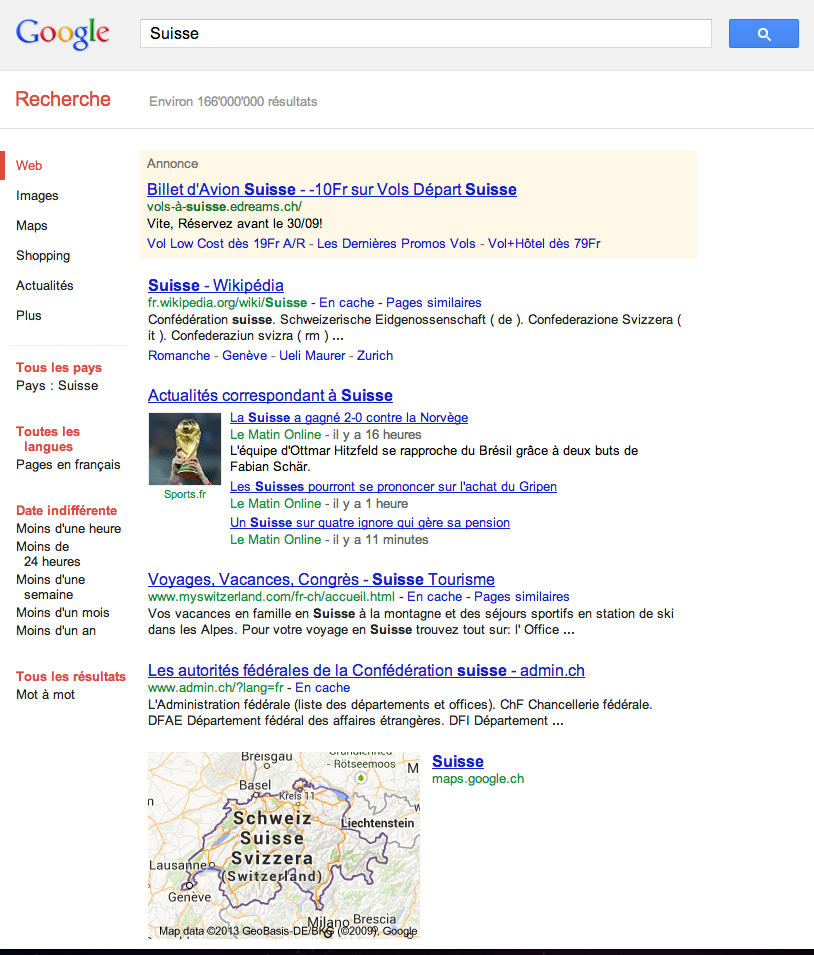 Google
Suisse
Recherche
Environ 166'000'000 résultats
Web
Images
Maps
Shopping
Actualités
Plus
Tous les pays
Pays : Suisse
Toutes les
langues
Pages en français
Date indifférente
Moins d'une heure
Moins de
24 heures
Moins d'une
semaine
Moins d'un mois
Moins d'un an
Tous les résultats
Mot à mot
Annonce
Billet d'Avion Suisse - -10Fr sur Vols Départ Suisse
vols-à-suisse.edreams.ch/
Vite, Réservez avant le 30/09!
Vol Low Cost dès 19Fr A/R - Les Dernières Promos Vols - Vol+Hôtel dès 79Fr
Suisse - Wikipédia
fr.wikipedia.org/wiki/Suisse - En cache - Pages similaires
Confédération suisse. Schweizerische Eidgenossenschaft ( de ). Confederazione Svizzera (
it ). Confederaziun svizra ( rm ) ...
Romanche - Genève - Ueli Maurer - Zurich
Actualités correspondant à Suisse
Sports.fr
La Suisse a gagné 2-0 contre la Norvège
Le Matin Online - il y a 16 heures
L'équipe d'Ottmar Hitzfeld se rapproche du Brésil grâce à deux buts de
Fabian Schär.
Les Suisses pourront se prononcer sur l'achat du Gripen
Le Matin Online - il y a 1 heure
Un Suisse sur quatre ignore qui gère sa pension
Le Matin Online - il y a 11 minutes
Voyages, Vacances, Congrès - Suisse Tourisme
www.myswitzerland.com/fr-ch/accueil.html - En cache - Pages similaires
Vos vacances en famille en Suisse à la montagne et des séjours sportifs en station de ski
dans les Alpes. Pour votre voyage en Suisse trouvez tout sur: l' Office ...
Les autorités fédérales de la Confédération suisse - admin.ch
www.admin.ch/?lang=fr - En cache
L'Administration fédérale (liste des départements et offices). ChF Chancellerie fédérale.
DFAE Département fédéral des affaires étrangères. DFI Département ...
Breisgau
- Rötseemoos
M
Basel
Kreis 11
Schweiz
Suisse
Svizzera
(Switzerland)
Liechtenstein
Lausanne
Genève
Milano
Brescia
Map data ©2013 GeoBasis-DE/BKG (©2009), Google
Suisse
maps.google.ch